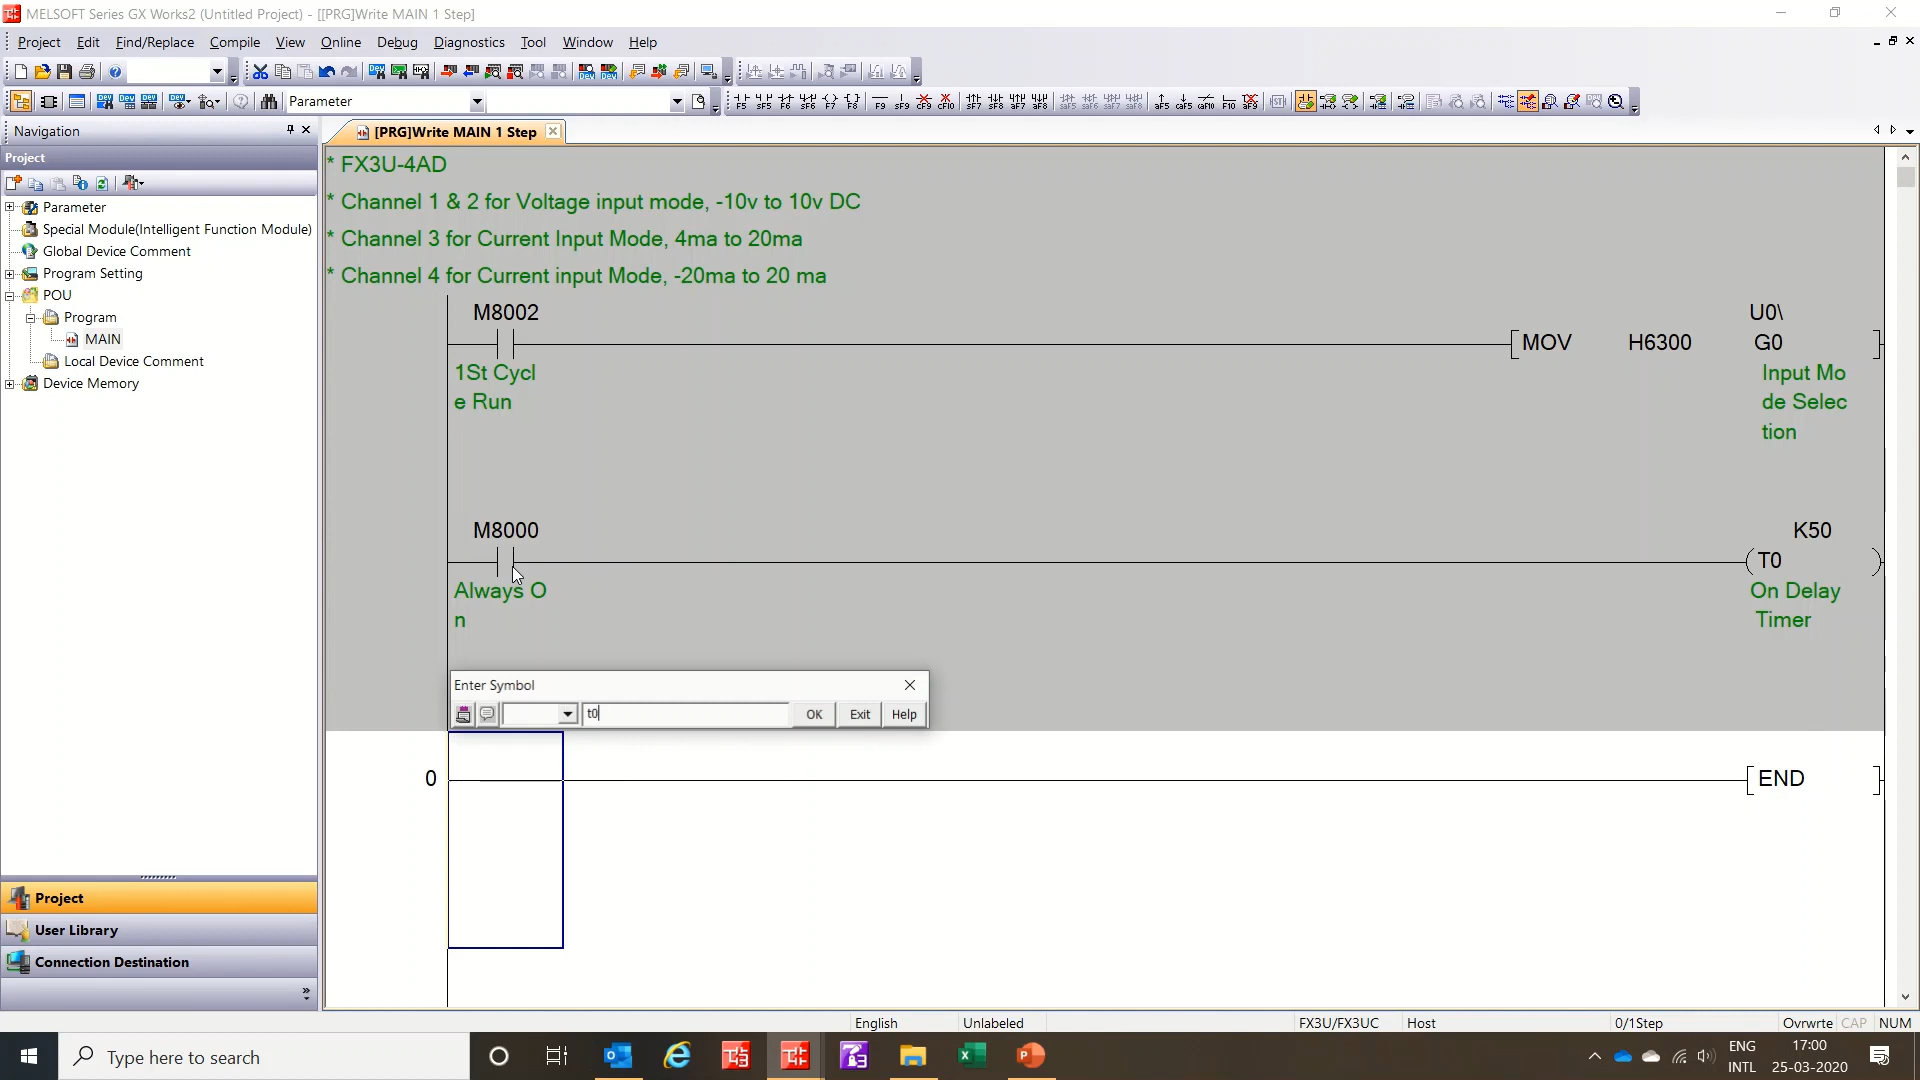 MELSOFT Series GX Works2 (Untitled Project) - [[PRG]Write MAIN 1 Step]
Project Edit Find/Replace Compile View Online Debug Diagnostics Tool Window Help
Parameter
Navigation
[PRG]Write MAIN 1 Step
Project
Parameter
Special Module(Intelligent Function Module)
Global Device Comment
Program Setting
POU
Program
MAIN
Local Device Comment
Device Memory
* FX3U-4AD
* Channel 1 & 2 for Voltage input mode, -10v to 10v DC
* Channel 3 for Current Input Mode, 4ma to 20ma
* Channel 4 for Current input Mode, -20ma to 20 ma
M8002
U0\
MOV H6300 G0
1St Cycl
e Run
Input Mo
de Selec
tion
M8000
K50
T0
Always O
n
On Delay
Timer
Enter Symbol
t0
OK Exit Help
0
END
Project
User Library
Connection Destination
English Unlabeled FX3U/FX3UC Host 0/1Step Ovrwrte CAP NUM
Type here to search
ENG
INTL
17:00
25-03-2020